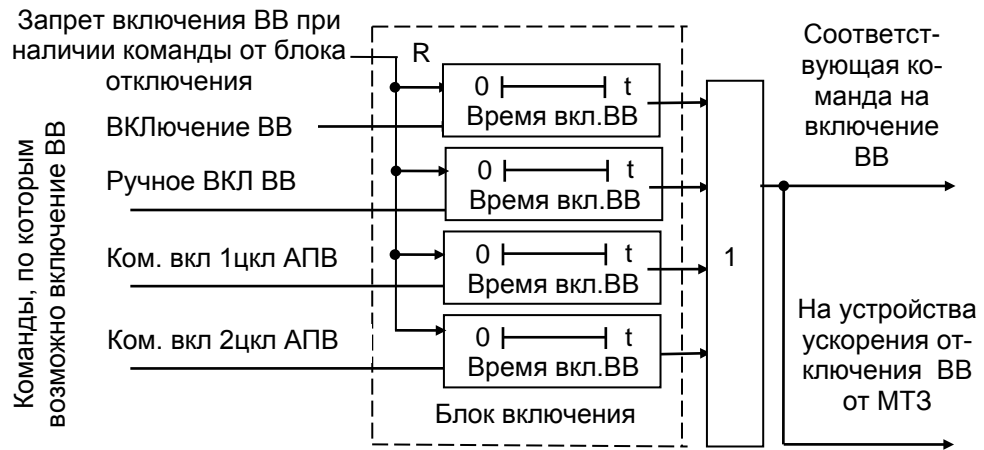 Запрет включения ВВ при
наличии команды от блока
отключения
R
0 t
Время вкл.ВВ
ВКЛючение ВВ
0 t
Время вкл.ВВ
Ручное ВКЛ ВВ
0 t
Время вкл.ВВ
Ком. вкл 1цкл АПВ
0 t
Время вкл.ВВ
Ком. вкл 2цкл АПВ
Блок включения
1
Команды, по которым
возможно включение ВВ
Соответст-
вующая ко-
манда на
включение
ВВ
На устройства
ускорения от-
ключения ВВ
от МТЗ